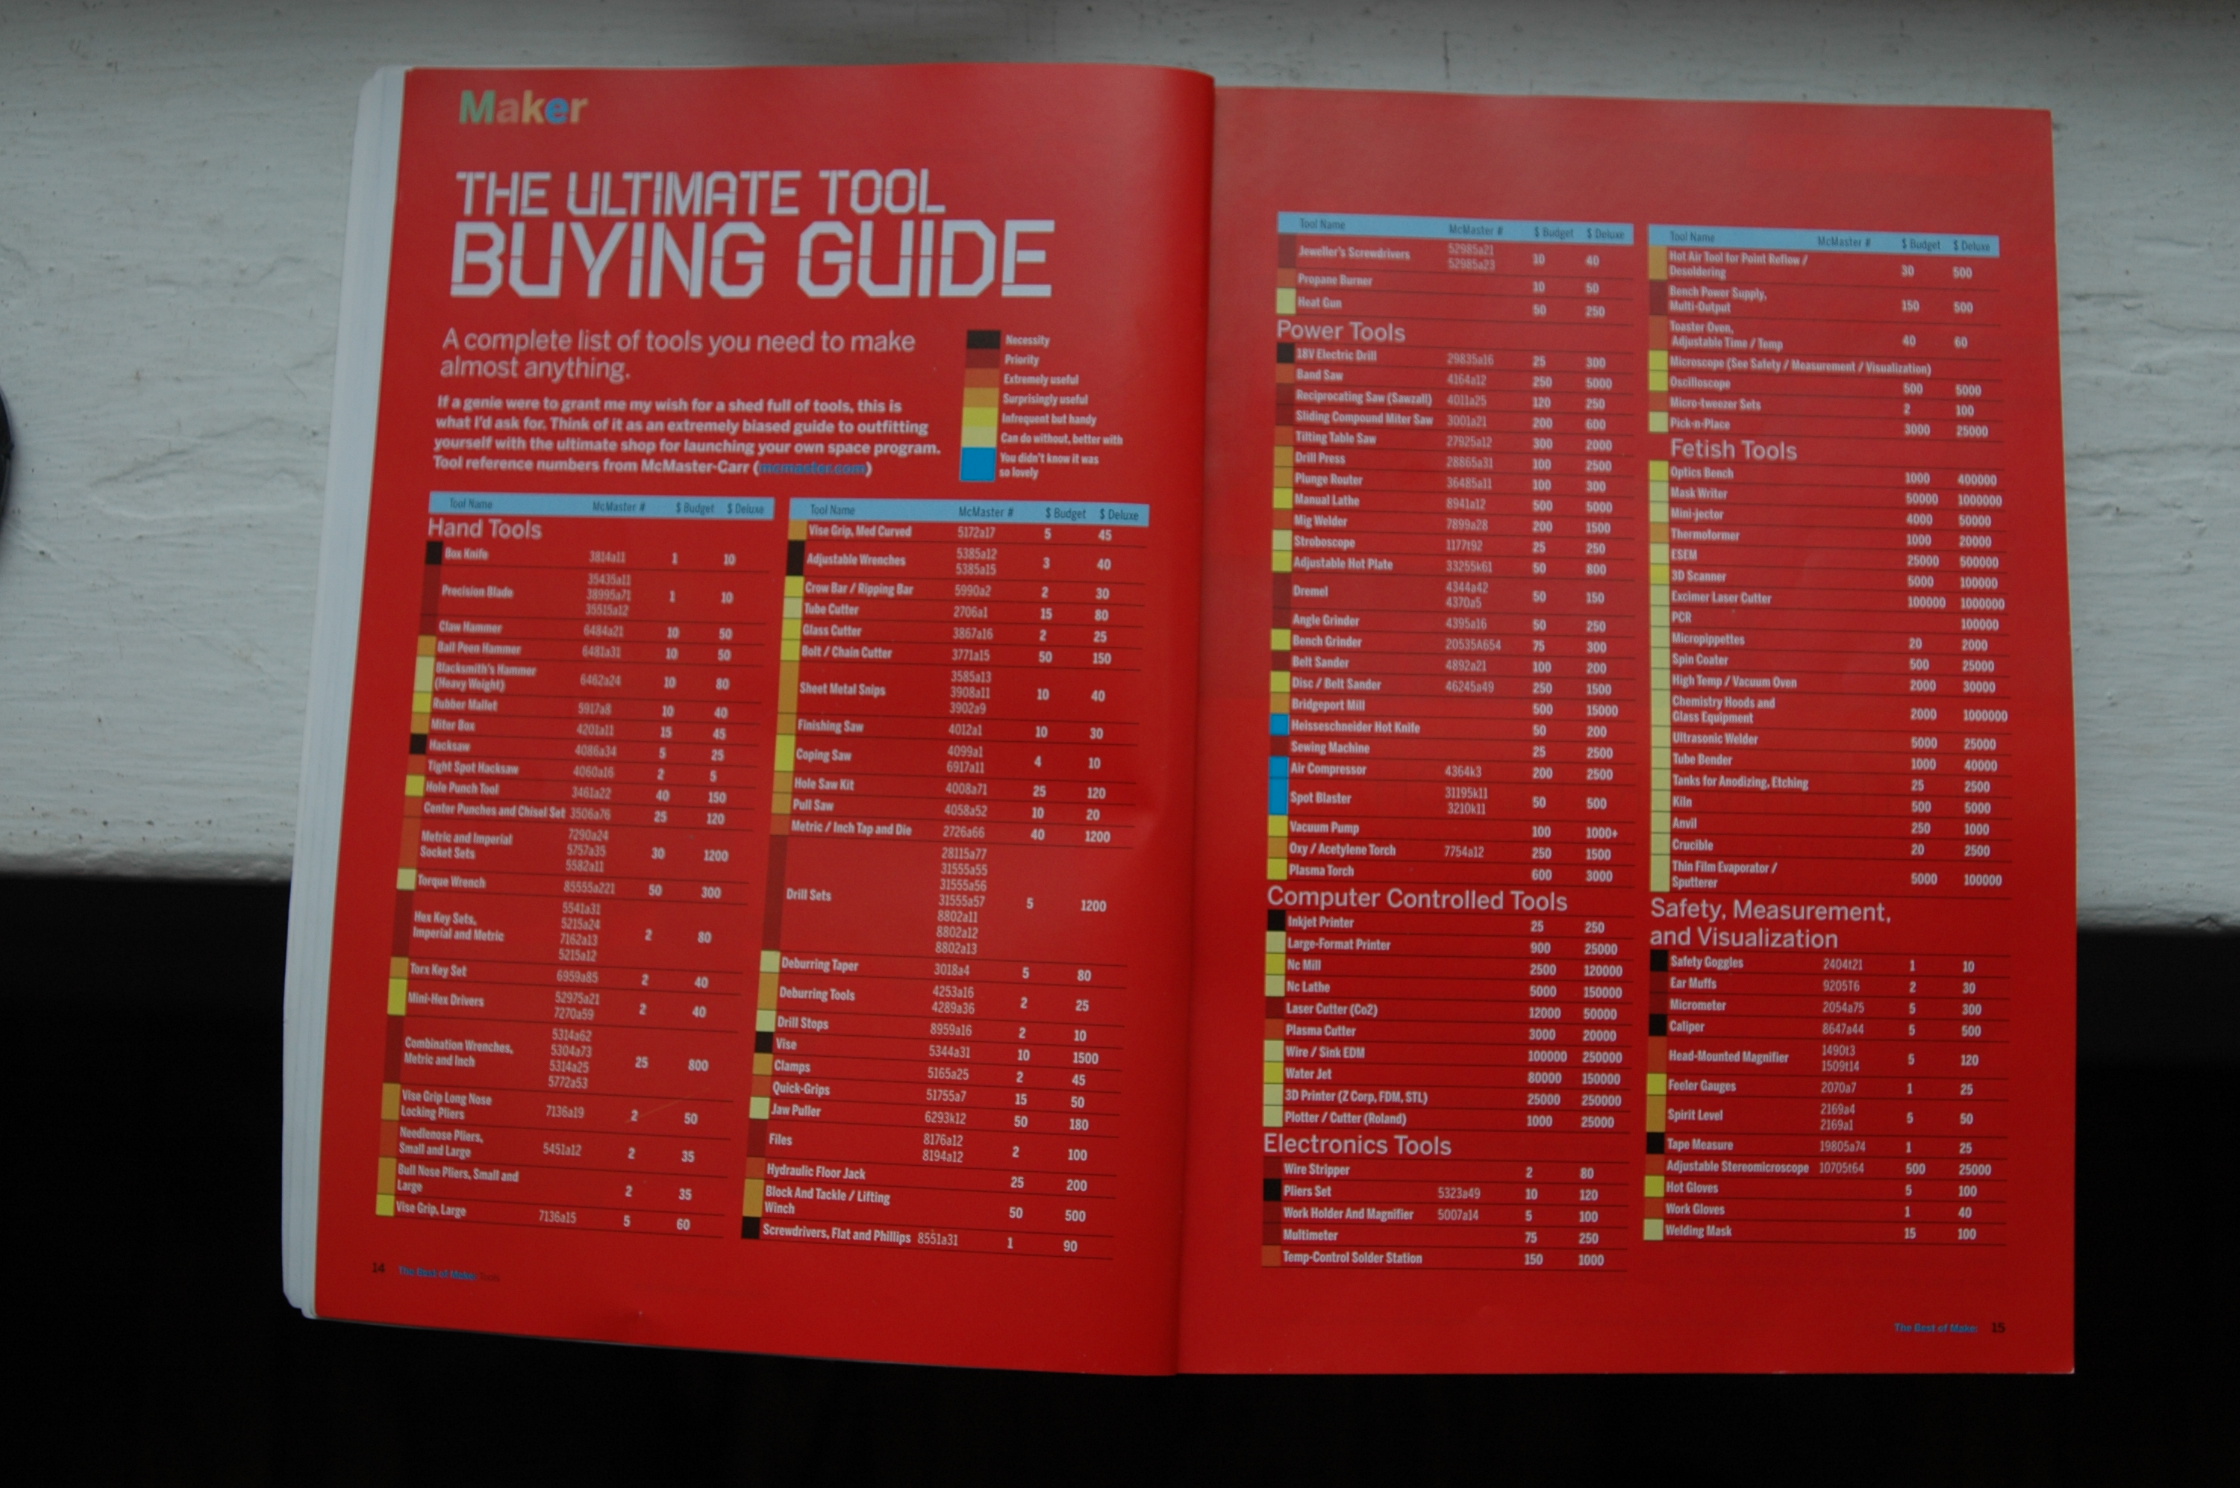 Maker
THE ULTIMATE TOOL
BUYING GUIDE
A complete list of tools you need to make
almost anything.
If a genie were to grant me my wish for a shed full of tools, this is
what I'd ask for. Think of it as an extremely biased guide to outfitting
yourself with the ultimate shop for launching your own space program.
Tool reference numbers from McMaster-Carr (mcmaster.com)
Necessity
Priority
Extremely useful
Surprisingly useful
Infrequent but handy
Can do without, better with
You didn't know it was
so lovely
Tool Name McMaster # $ Budget $ Deluxe
Hand Tools
Box Knife 3814a11 1 10
35435a11
Precision Blade 38995a71 1 10
35515a12
Claw Hammer 6484a21 10 50
Ball Peen Hammer 6481a31 10 50
Blacksmith's Hammer
(Heavy Weight) 6462a24 10 80
Rubber Mallet 5917a8 10 40
Miter Box 4201a11 15 45
Hacksaw 4086a34 5 25
Tight Spot Hacksaw 4060a16 2 5
Hole Punch Tool 3461a22 40 150
Center Punches and Chisel Set 3506a76 25 120
Metric and Imperial 7290a24
Socket Sets 5757a35 30 1200
5582a11
Torque Wrench 85555a221 50 300
5541a31
Hex Key Sets, 5215a24
Imperial and Metric 7162a13 2 80
5215a12
Torx Key Set 6959a85 2 40
Mini-Hex Drivers 52975a21 2 40
7270a59
5314a62
Combination Wrenches, 5304a73
Metric and Inch 5314a25 25 800
5772a53
Vise Grip Long Nose
Locking Pliers 7136a19 2 50
Needlenose Pliers,
Small and Large 5451a12 2 35
Bull Nose Pliers, Small and
Large 2 35
Vise Grip, Large 7136a15 5 60
14 The Best of Make: Tools
Tool Name McMaster # $ Budget $ Deluxe
Vise Grip, Med Curved 5172a17 5 45
Adjustable Wrenches 5385a12 3 40
5385a15
Crow Bar / Ripping Bar 5990a2 2 30
Tube Cutter 2706a1 15 80
Glass Cutter 3867a16 2 25
Bolt / Chain Cutter 3771a15 50 150
3585a13
Sheet Metal Snips 3908a11 10 40
3902a9
Finishing Saw 4012a1 10 30
Coping Saw 4099a1 4 10
6917a11
Hole Saw Kit 4008a71 25 120
Pull Saw 4058a52 10 20
Metric / Inch Tap and Die 2726a66 40 1200
28115a77
31555a55
31555a56
Drill Sets 31555a57 5 1200
8802a11
8802a12
8802a13
Deburring Taper 3018a4 5 80
Deburring Tools 4253a16 2 25
4289a36
Drill Stops 8959a16 2 10
Vise 5344a31 10 1500
Clamps 5165a25 2 45
Quick-Grips 51755a7 15 50
Jaw Puller 6293k12 50 180
Files 8176a12 2 100
8194a12
Hydraulic Floor Jack 25 200
Block And Tackle / Lifting
Winch 50 500
Screwdrivers, Flat and Phillips 8551a31 1 90
Tool Name McMaster # $ Budget $ Deluxe
Jeweller's Screwdrivers 52985a21 10 40
52985a23
Propane Burner 10 50
Heat Gun 50 250
Power Tools
18V Electric Drill 29835a16 25 300
Band Saw 4164a12 250 5000
Reciprocating Saw (Sawzall) 4011a25 120 250
Sliding Compound Miter Saw 3001a21 200 600
Tilting Table Saw 27925a12 300 2000
Drill Press 28865a31 100 2500
Plunge Router 36485a11 100 300
Manual Lathe 8941a12 500 5000
Mig Welder 7899a28 200 1500
Stroboscope 1177t92 25 250
Adjustable Hot Plate 33255k61 50 800
Dremel 4344a42 50 150
4370a5
Angle Grinder 4395a16 50 250
Bench Grinder 20535A654 75 300
Belt Sander 4892a21 100 200
Disc / Belt Sander 46245a49 250 1500
Bridgeport Mill 500 15000
Heisseschneider Hot Knife 50 200
Sewing Machine 25 2500
Air Compressor 4364k3 200 2500
Spot Blaster 31195k11 50 500
3210k11
Vacuum Pump 100 1000+
Oxy / Acetylene Torch 7754a12 250 1500
Plasma Torch 600 3000
Computer Controlled Tools
Inkjet Printer 25 250
Large-Format Printer 900 25000
Nc Mill 2500 120000
Nc Lathe 5000 150000
Laser Cutter (Co2) 12000 50000
Plasma Cutter 3000 20000
Wire / Sink EDM 100000 250000
Water Jet 80000 150000
3D Printer (Z Corp, FDM, STL) 25000 250000
Plotter / Cutter (Roland) 1000 25000
Electronics Tools
Wire Stripper 2 80
Pliers Set 5323a49 10 120
Work Holder And Magnifier 5007a14 5 100
Multimeter 75 250
Temp-Control Solder Station 150 1000
Tool Name McMaster # $ Budget $ Deluxe
Hot Air Tool for Point Reflow /
Desoldering 30 500
Bench Power Supply,
Multi-Output 150 500
Toaster Oven,
Adjustable Time / Temp 40 60
Microscope (See Safety / Measurement / Visualization)
Oscilloscope 500 5000
Micro-tweezer Sets 2 100
Pick-n-Place 3000 25000
Fetish Tools
Optics Bench 1000 400000
Mask Writer 50000 1000000
Mini-jector 4000 50000
Thermoformer 1000 20000
ESEM 25000 500000
3D Scanner 5000 100000
Excimer Laser Cutter 100000 1000000
PCR 100000
Micropippettes 20 2000
Spin Coater 500 25000
High Temp / Vacuum Oven 2000 30000
Chemistry Hoods and
Glass Equipment 2000 1000000
Ultrasonic Welder 5000 25000
Tube Bender 1000 40000
Tanks for Anodizing, Etching 25 2500
Kiln 500 5000
Anvil 250 1000
Crucible 20 2500
Thin Film Evaporator /
Sputterer 5000 100000
Safety, Measurement,
and Visualization
Safety Goggles 2404t21 1 10
Ear Muffs 9205T6 2 30
Micrometer 2054a75 5 300
Caliper 8647a44 5 500
Head-Mounted Magnifier 1490t3 5 120
1509t14
Feeler Gauges 2070a7 1 25
Spirit Level 2169a4 5 50
2169a1
Tape Measure 19805a74 1 25
Adjustable Stereomicroscope 10705t64 500 25000
Hot Gloves 5 100
Work Gloves 1 40
Welding Mask 15 100
The Best of Make: 15